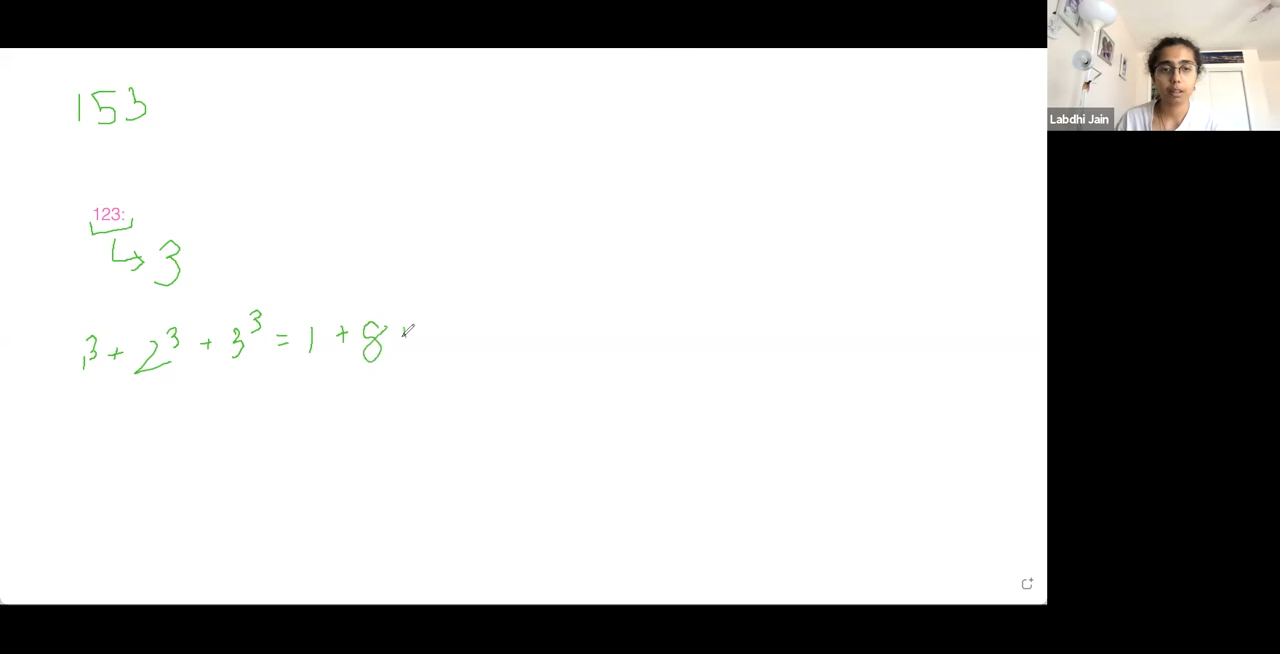 153
Labdhi Jain
123:
↳ 3
1³ + 2³ + 3³ = 1 + 8